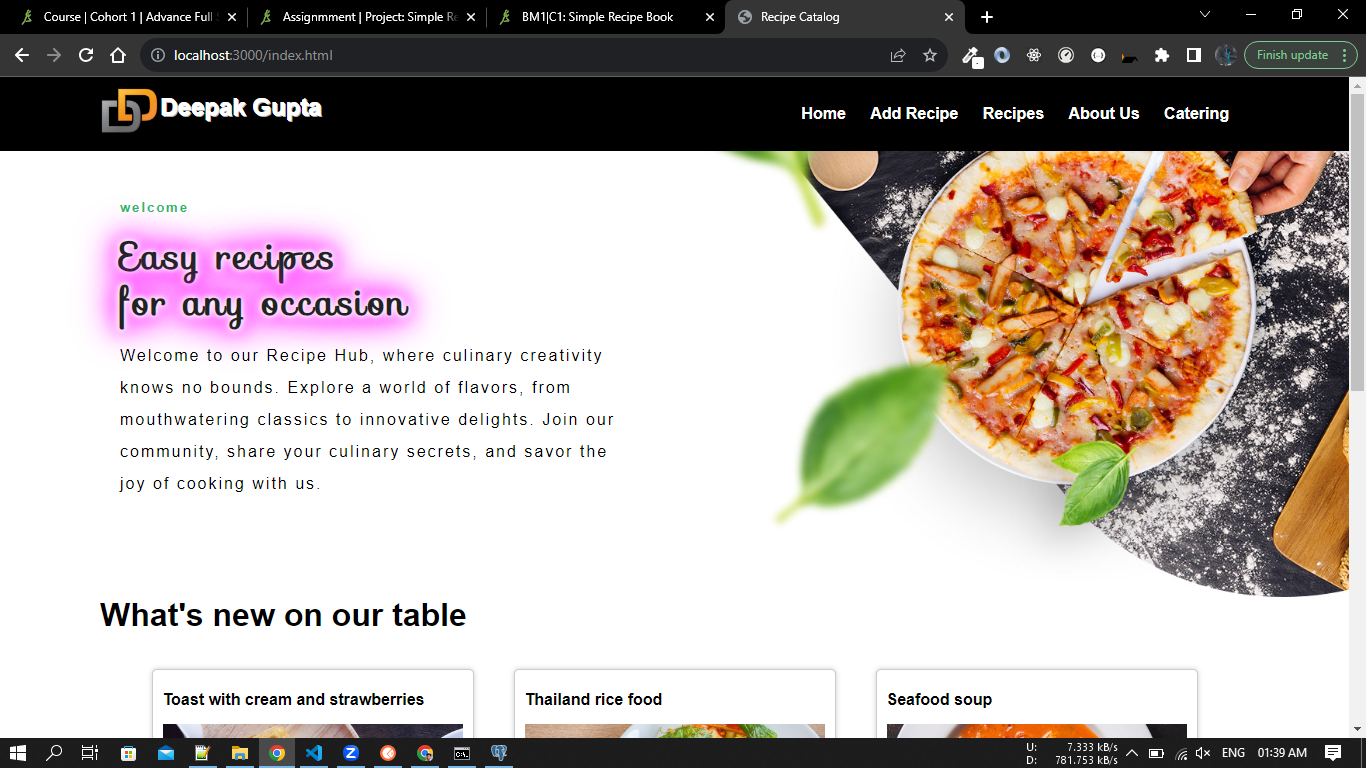 Course | Cohort 1 | Advance Full
Assignmment | Project: Simple Re
BM1|C1: Simple Recipe Book
Recipe Catalog
localhost:3000/index.html
Finish update
Deepak Gupta
Home
Add Recipe
Recipes
About Us
Catering
welcome
Easy recipes
for any occasion
Welcome to our Recipe Hub, where culinary creativity
knows no bounds. Explore a world of flavors, from
mouthwatering classics to innovative delights. Join our
community, share your culinary secrets, and savor the
joy of cooking with us.
What's new on our table
Toast with cream and strawberries
Thailand rice food
Seafood soup
U: 7.333 kB/s
D: 781.753 kB/s
ENG
01:39 AM